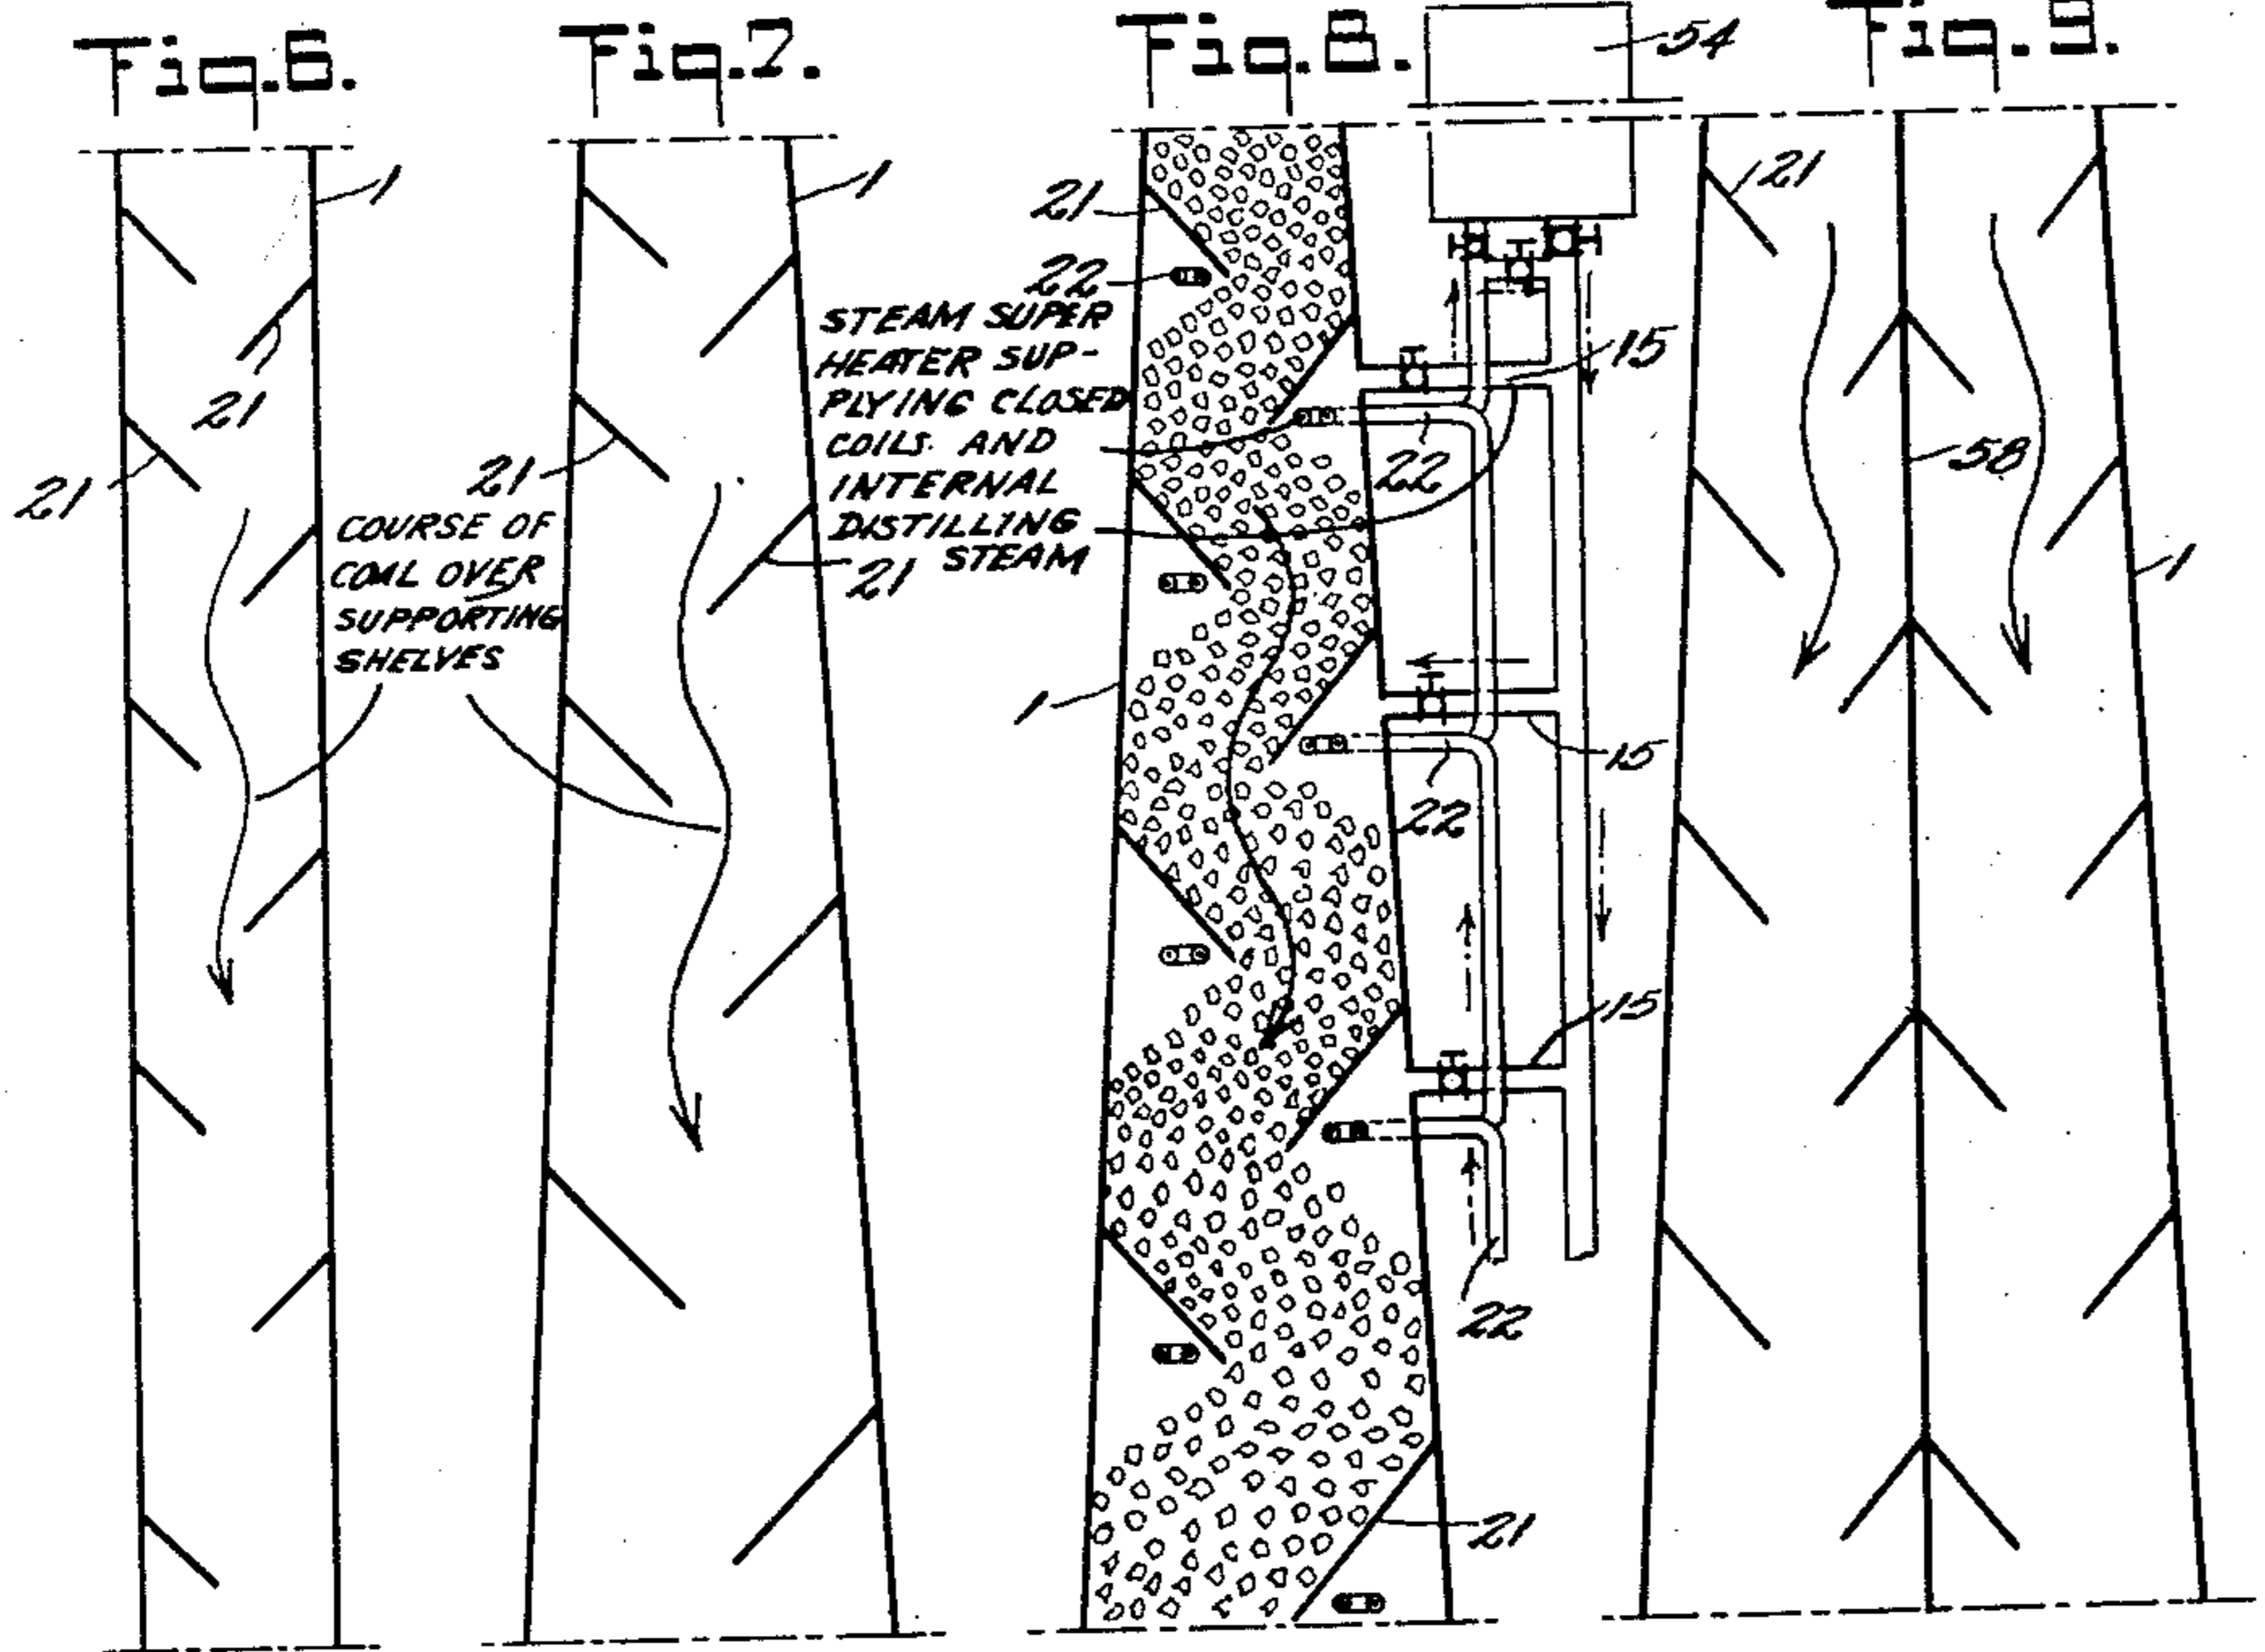 Fig.6.
Fig.7.
Fig.8.
Fig.9.
54
1
1
21
21
22
STEAM SUPER
HEATER SUP-
PLYING CLOSED
COILS AND
INTERNAL
DISTILLING
STEAM
15
21
21
21
22
58
COURSE OF
COAL OVER
SUPPORTING
SHELVES
21
1
1
15
22
15
22
21